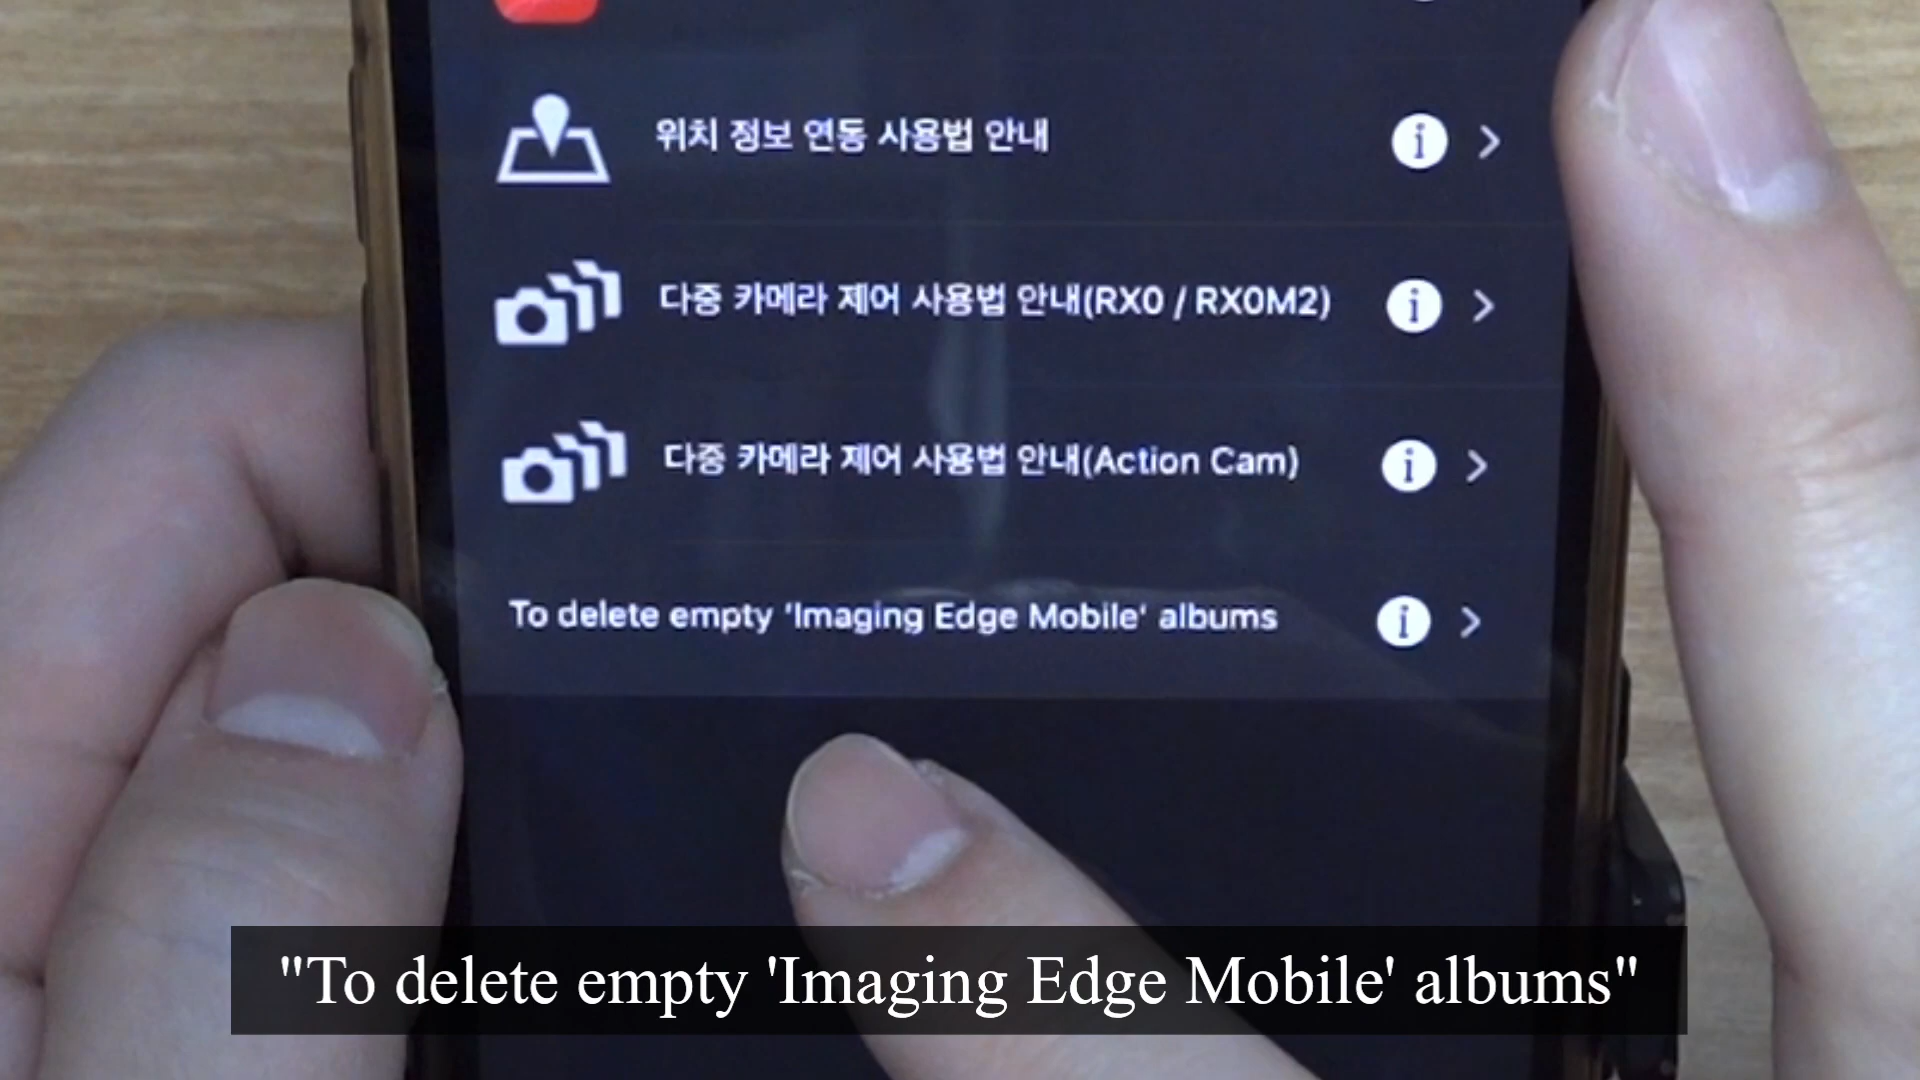 위치 정보 연동 사용법 안내
다중 카메라 제어 사용법 안내(RX0 / RX0M2)
다중 카메라 제어 사용법 안내(Action Cam)
To delete empty 'Imaging Edge Mobile' albums
"To delete empty 'Imaging Edge Mobile' albums"